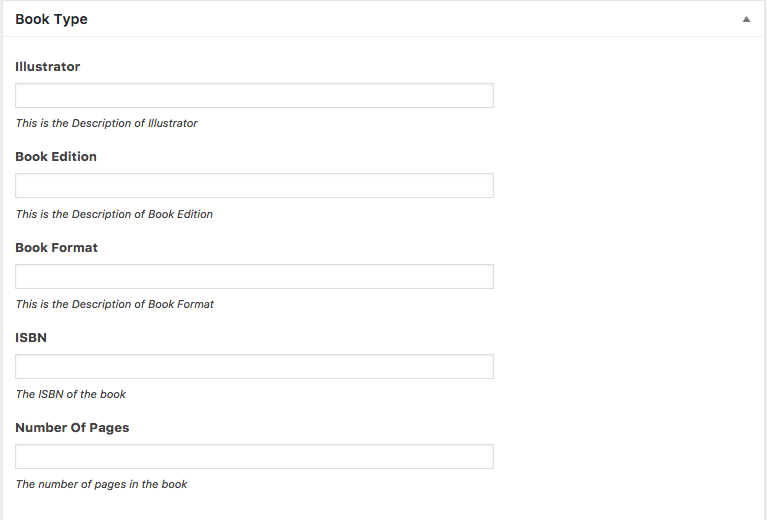 Book Type
Illustrator
This is the Description of Illustrator
Book Edition
This is the Description of Book Edition
Book Format
This is the Description of Book Format
ISBN
The ISBN of the book
Number Of Pages
The number of pages in the book